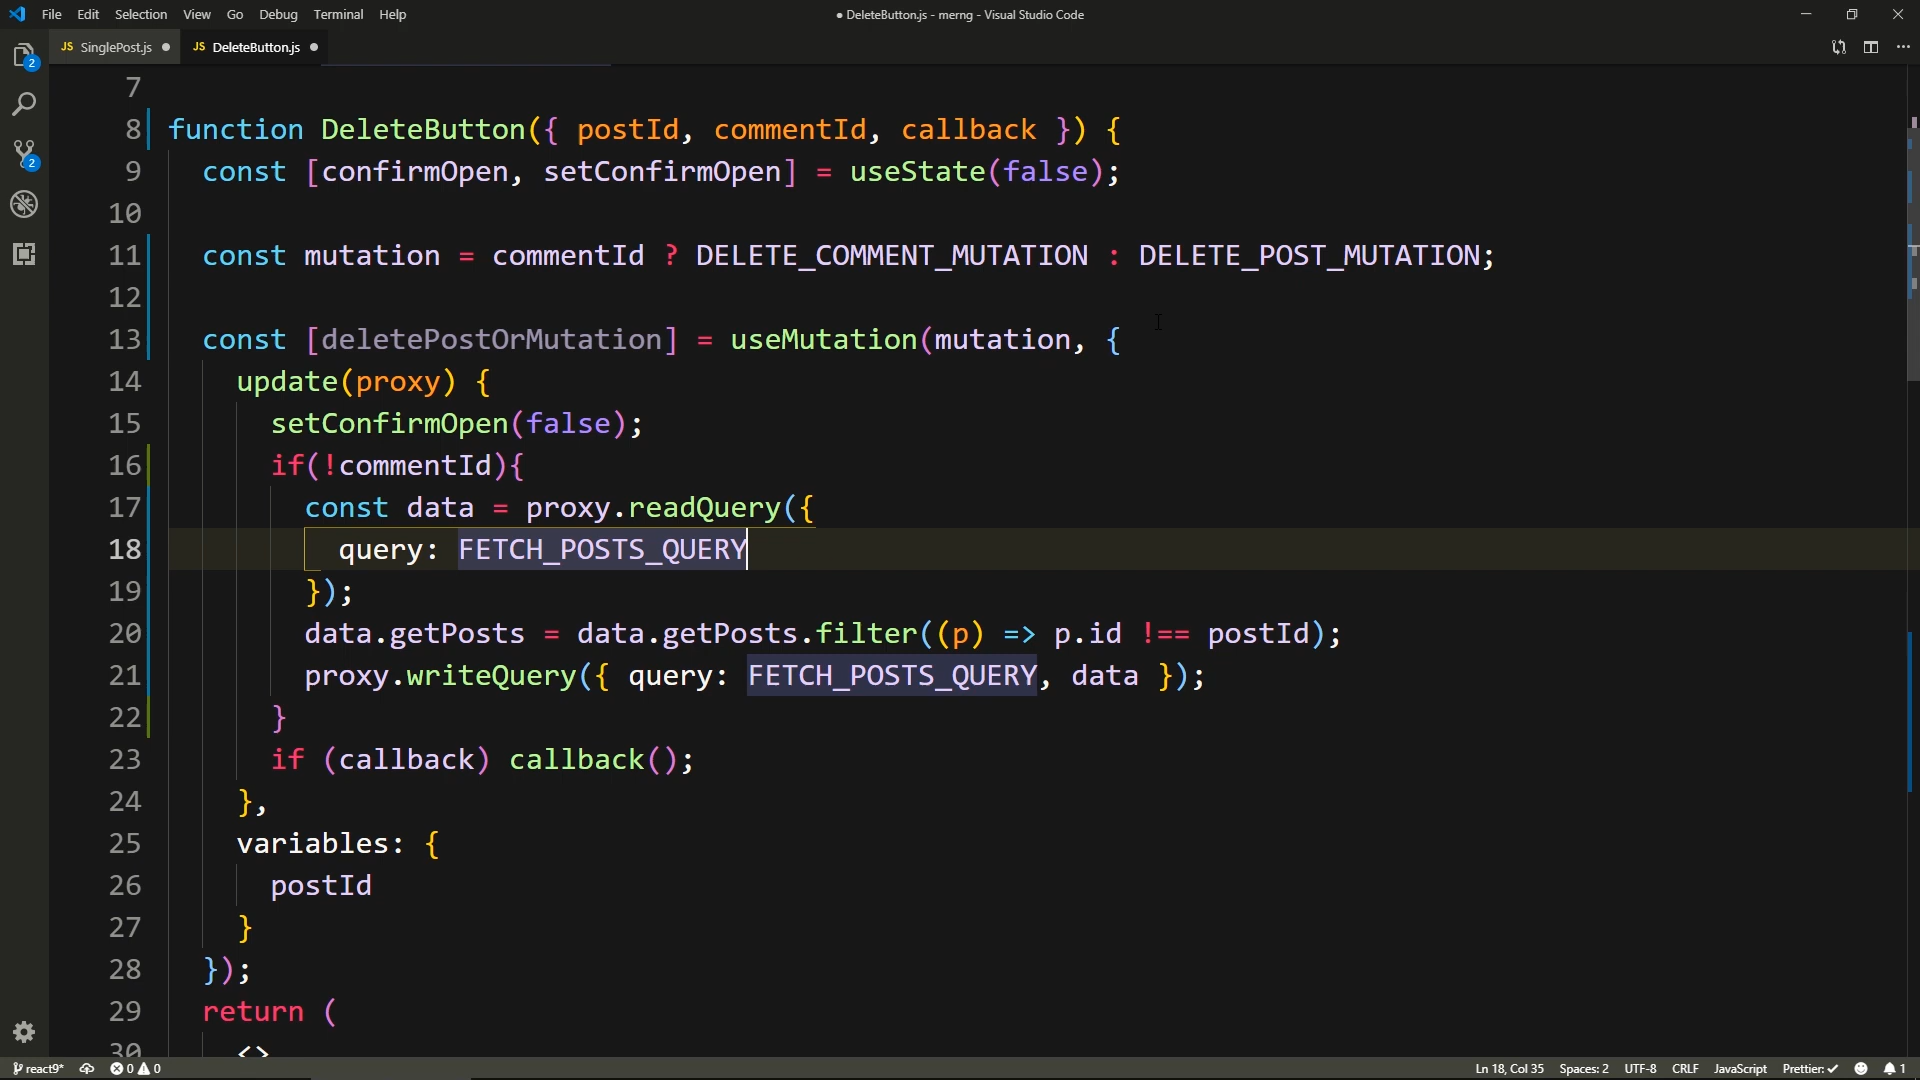 File Edit Selection View Go Debug Terminal Help
● DeleteButton.js - merng - Visual Studio Code
JS SinglePost.js ●
JS DeleteButton.js ●
2
2
7
8 function DeleteButton({ postId, commentId, callback }) {
9 const [confirmOpen, setConfirmOpen] = useState(false);
10
11 const mutation = commentId ? DELETE_COMMENT_MUTATION : DELETE_POST_MUTATION;
12
13 const [deletePostOrMutation] = useMutation(mutation, {
14 update(proxy) {
15 setConfirmOpen(false);
16 if(!commentId){
17 const data = proxy.readQuery({
18 query: FETCH_POSTS_QUERY
19 });
20 data.getPosts = data.getPosts.filter((p) => p.id !== postId);
21 proxy.writeQuery({ query: FETCH_POSTS_QUERY, data });
22 }
23 if (callback) callback();
24 },
25 variables: {
26 postId
27 }
28 });
29 return (
30 <>
react9* 0 0 Ln 18, Col 35 Spaces: 2 UTF-8 CRLF JavaScript Prettier: ✓ 1